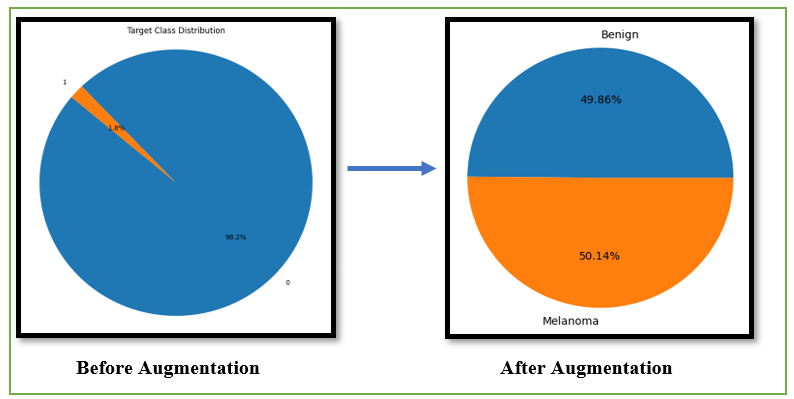 Target Class Distribution
1
1.8%
98.2%
0
Before Augmentation
Benign
49.86%
50.14%
Melanoma
After Augmentation